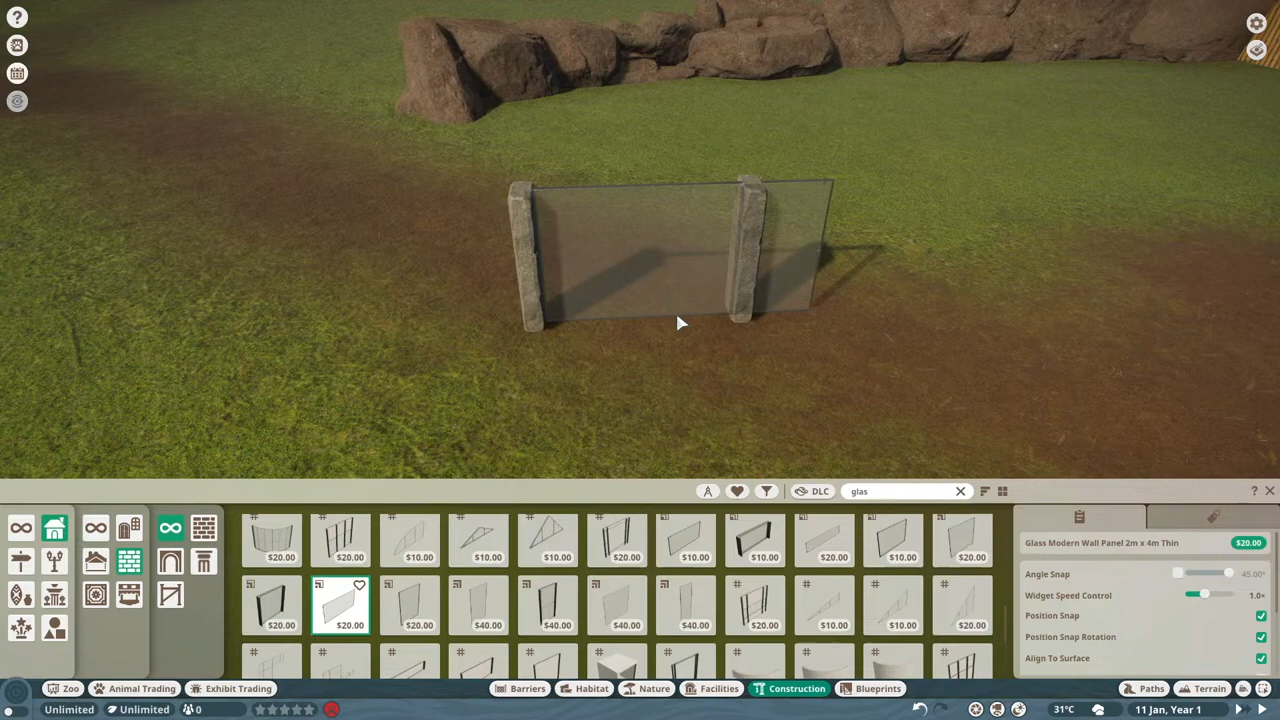 DLC
glas
?
$20.00 $20.00 $10.00 $10.00 $10.00 $20.00 $10.00 $10.00 $20.00 $10.00 $20.00
$20.00 $20.00 $20.00 $40.00 $40.00 $40.00 $40.00 $20.00 $10.00 $10.00 $20.00
Glass Modern Wall Panel 2m x 4m Thin $20.00
Angle Snap 45.00°
Widget Speed Control 1.0×
Position Snap
Position Snap Rotation
Align To Surface
Zoo Animal Trading Exhibit Trading Barriers Habitat Nature Facilities Construction Blueprints Paths Terrain
Unlimited Unlimited 0 31°C 11 Jan, Year 1